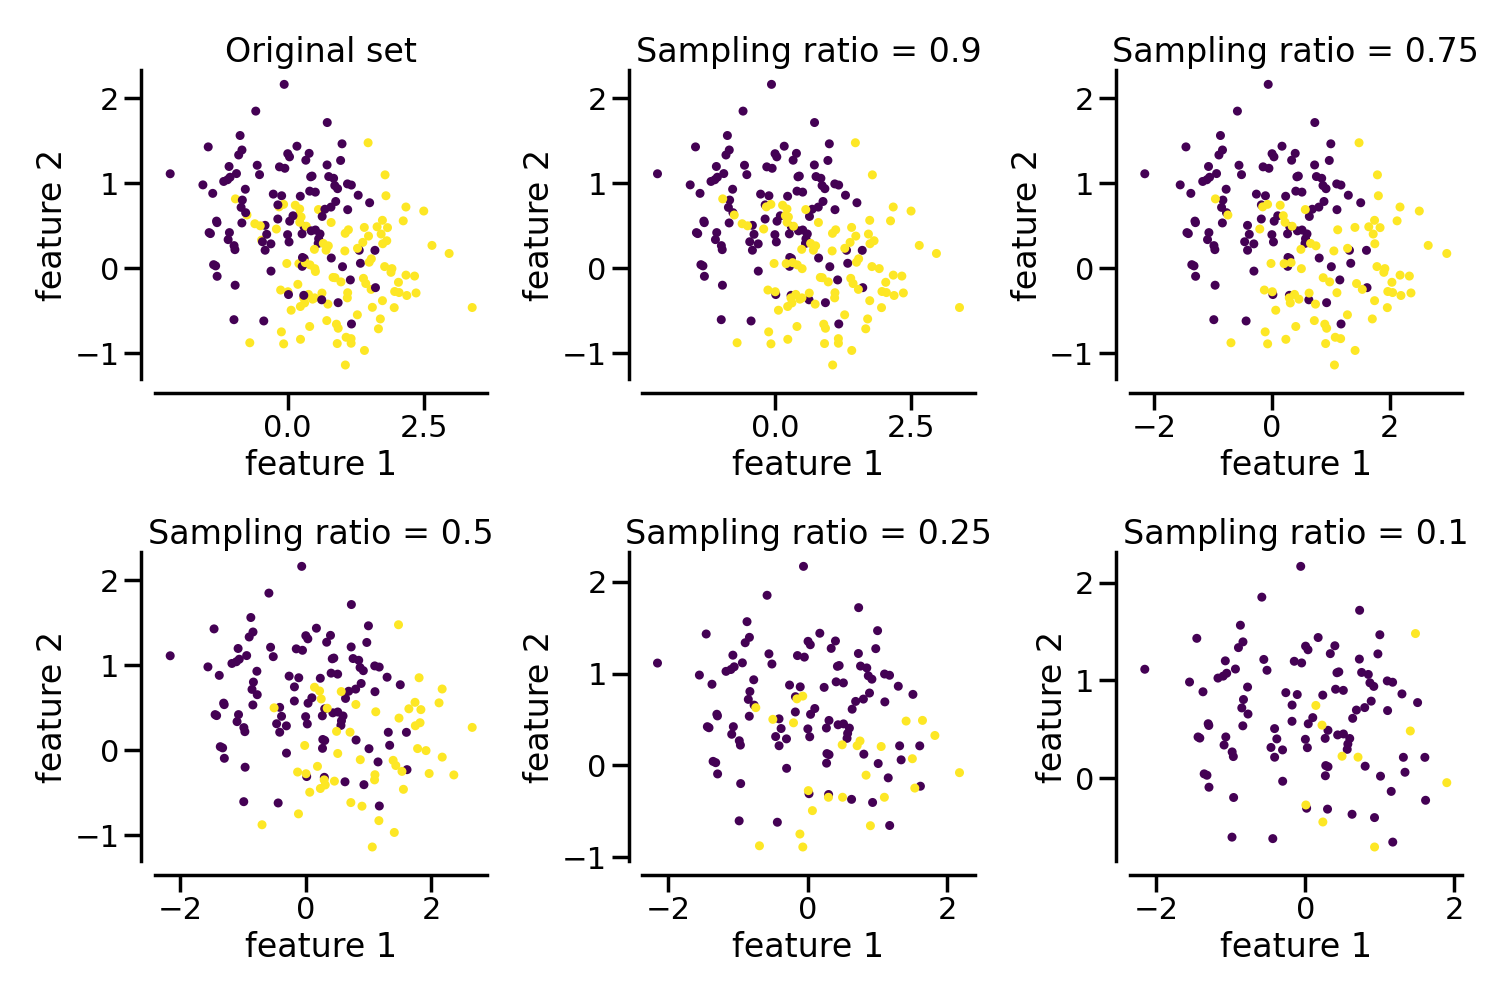 Original set
Sampling ratio = 0.9
Sampling ratio = 0.75
feature 2
2
1
0
−1
0.0
2.5
feature 1
feature 2
2
1
0
−1
0.0
2.5
feature 1
feature 2
2
1
0
−1
−2
0
2
feature 1
Sampling ratio = 0.5
Sampling ratio = 0.25
Sampling ratio = 0.1
feature 2
2
1
0
−1
−2
0
2
feature 1
feature 2
2
1
0
−1
−2
0
2
feature 1
feature 2
2
1
0
−2
0
2
feature 1